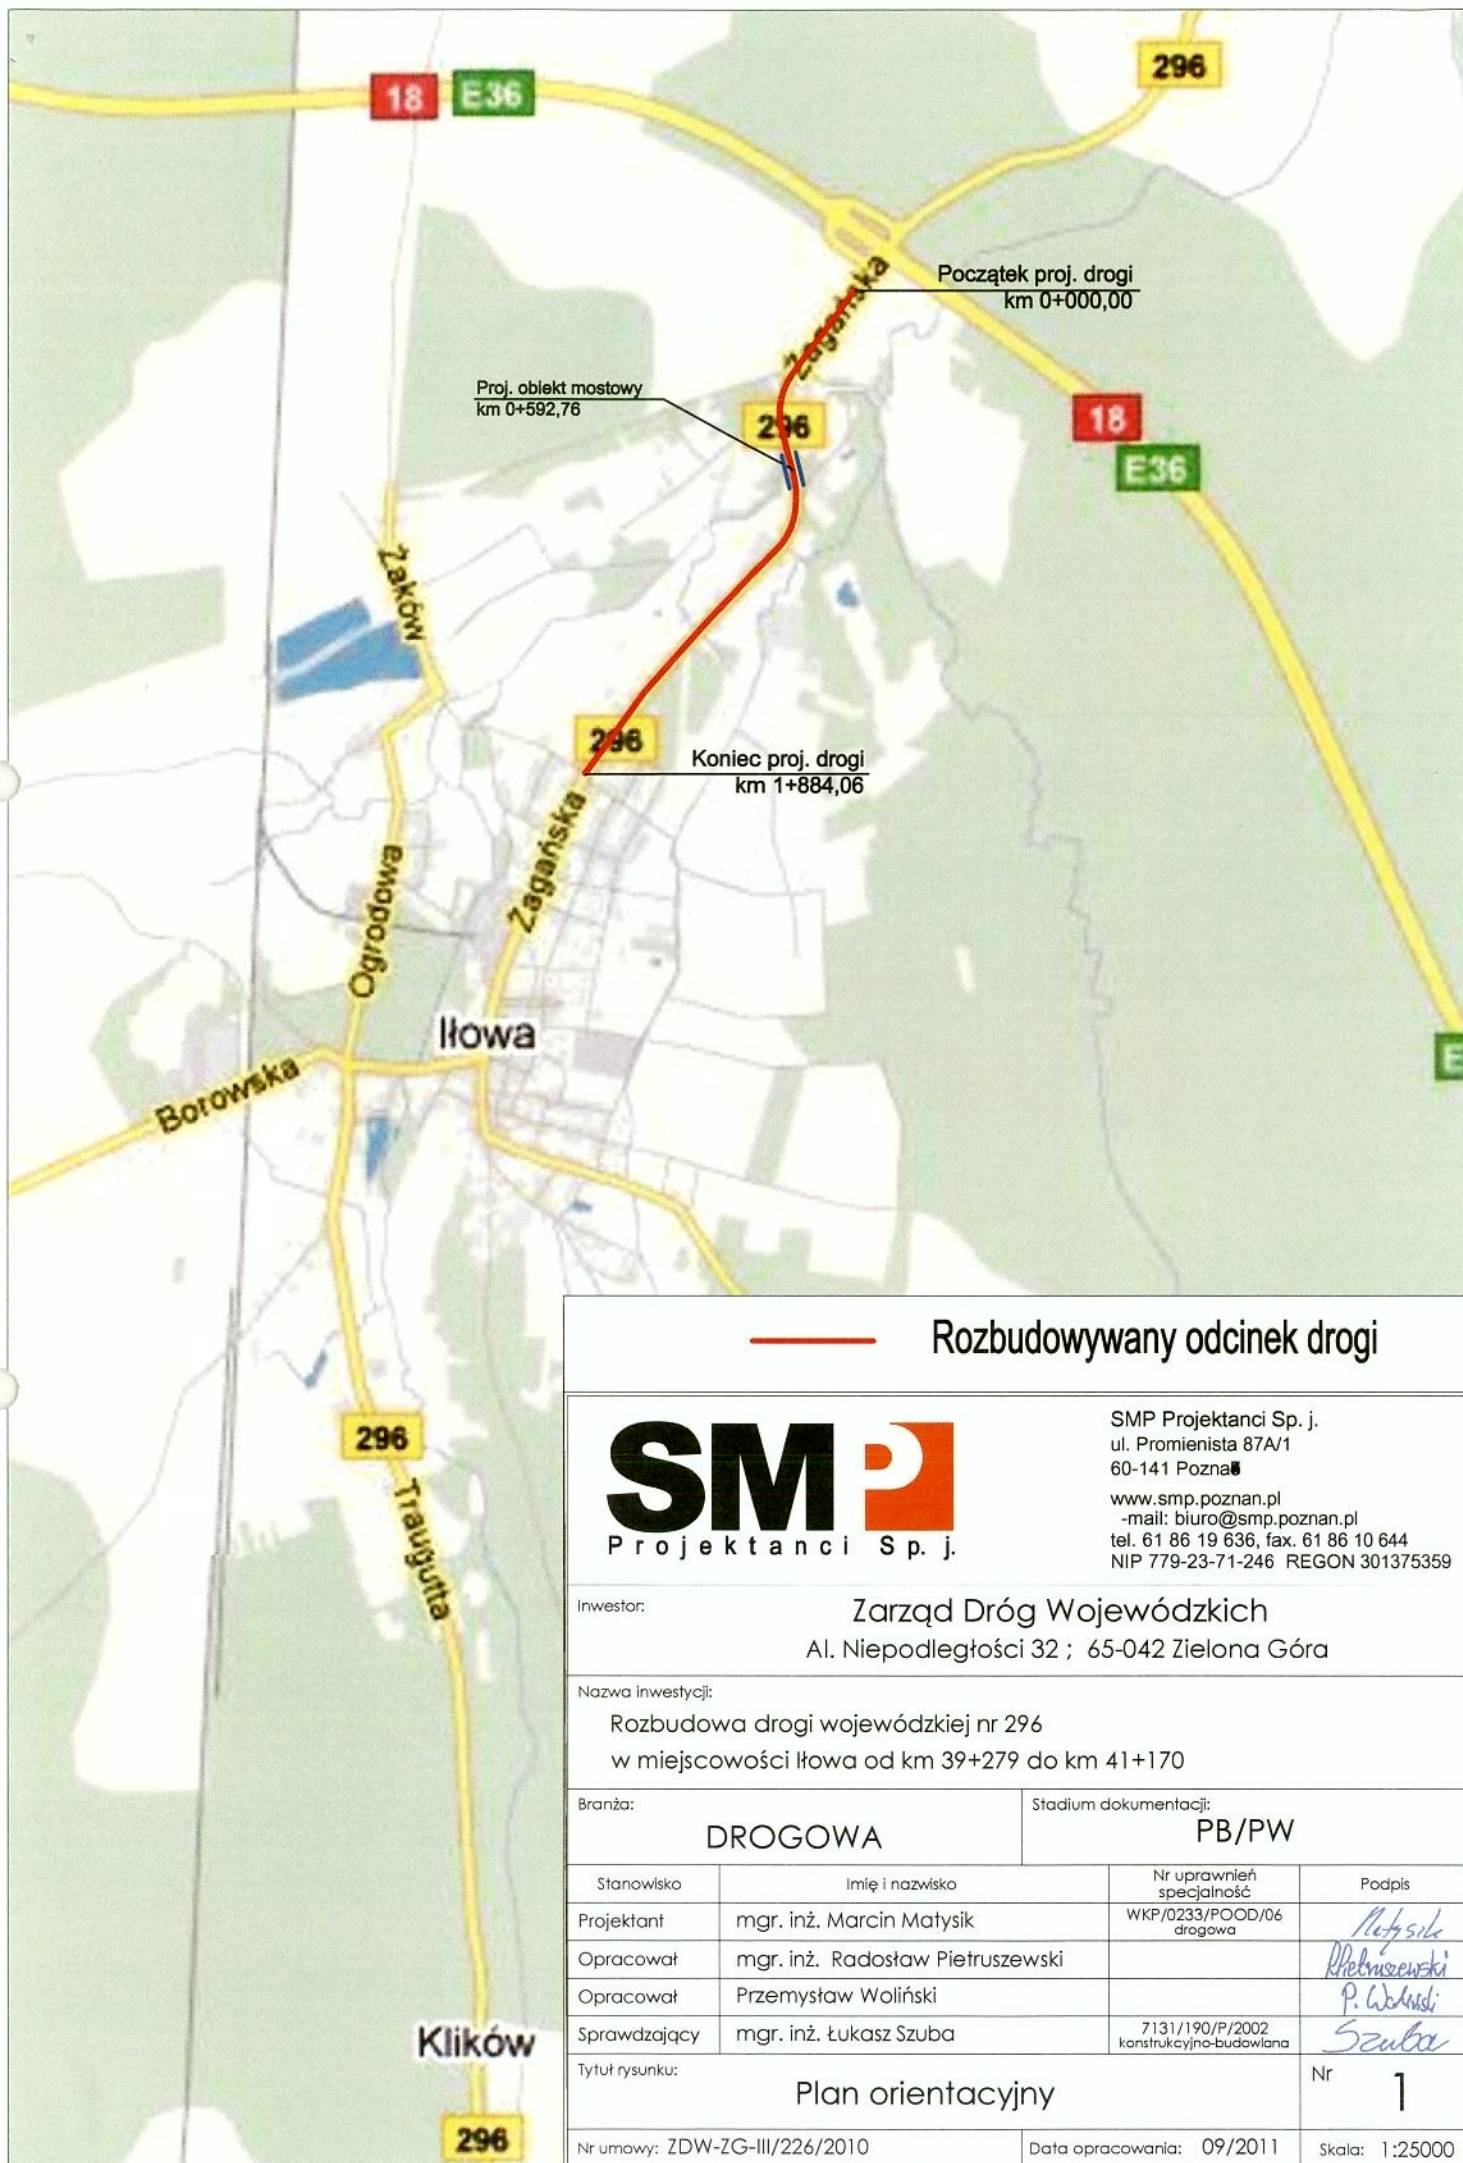 296
18 E36
Żagańska
Początek proj. drogi
km 0+000,00
Proj. obiekt mostowy
km 0+592,76
296
18
E36
Żaków
296
Koniec proj. drogi
km 1+884,06
Żagańska
Ogrodowa
Iłowa
E
Borowska
296
Traugutta
Klików
296
Rozbudowywany odcinek drogi
SMP
Projektanci Sp. j.
SMP Projektanci Sp. j.
ul. Promienista 87A/1
60-141
www.smp.poznan.pl
-mail: biuro@smp.poznan.pl
tel. 61 86 19 636, fax. 61 86 10 644
NIP 779-23-71-246 REGON 301375359
Inwestor:
Zarząd Dróg Wojewódzkich
Al. Niepodległości 32 ; 65-042 Zielona Góra
Nazwa inwestycji:
Rozbudowa drogi wojewódzkiej nr 296
w miejscowości Iłowa od km 39+279 do km 41+170
Branża:
DROGOWA
Stadium dokumentacji:
PB/PW
Stanowisko
Imię i nazwisko
Nr uprawnień
specjalność
Podpis
Projektant
mgr. inż. Marcin Matysik
WKP/0233/POOD/06
drogowa
Matysik
Opracował
mgr. inż. Radosław Pietruszewski
RPietruszewski
Opracował
Przemysław Woliński
P. Woliński
Sprawdzający
mgr. inż. Łukasz Szuba
7131/190/P/2002
konstrukcyjno-budowlana
Szuba
Tytuł rysunku:
Plan orientacyjny
Nr 1
Nr umowy: ZDW-ZG-III/226/2010
Data opracowania: 09/2011
Skala: 1:25000